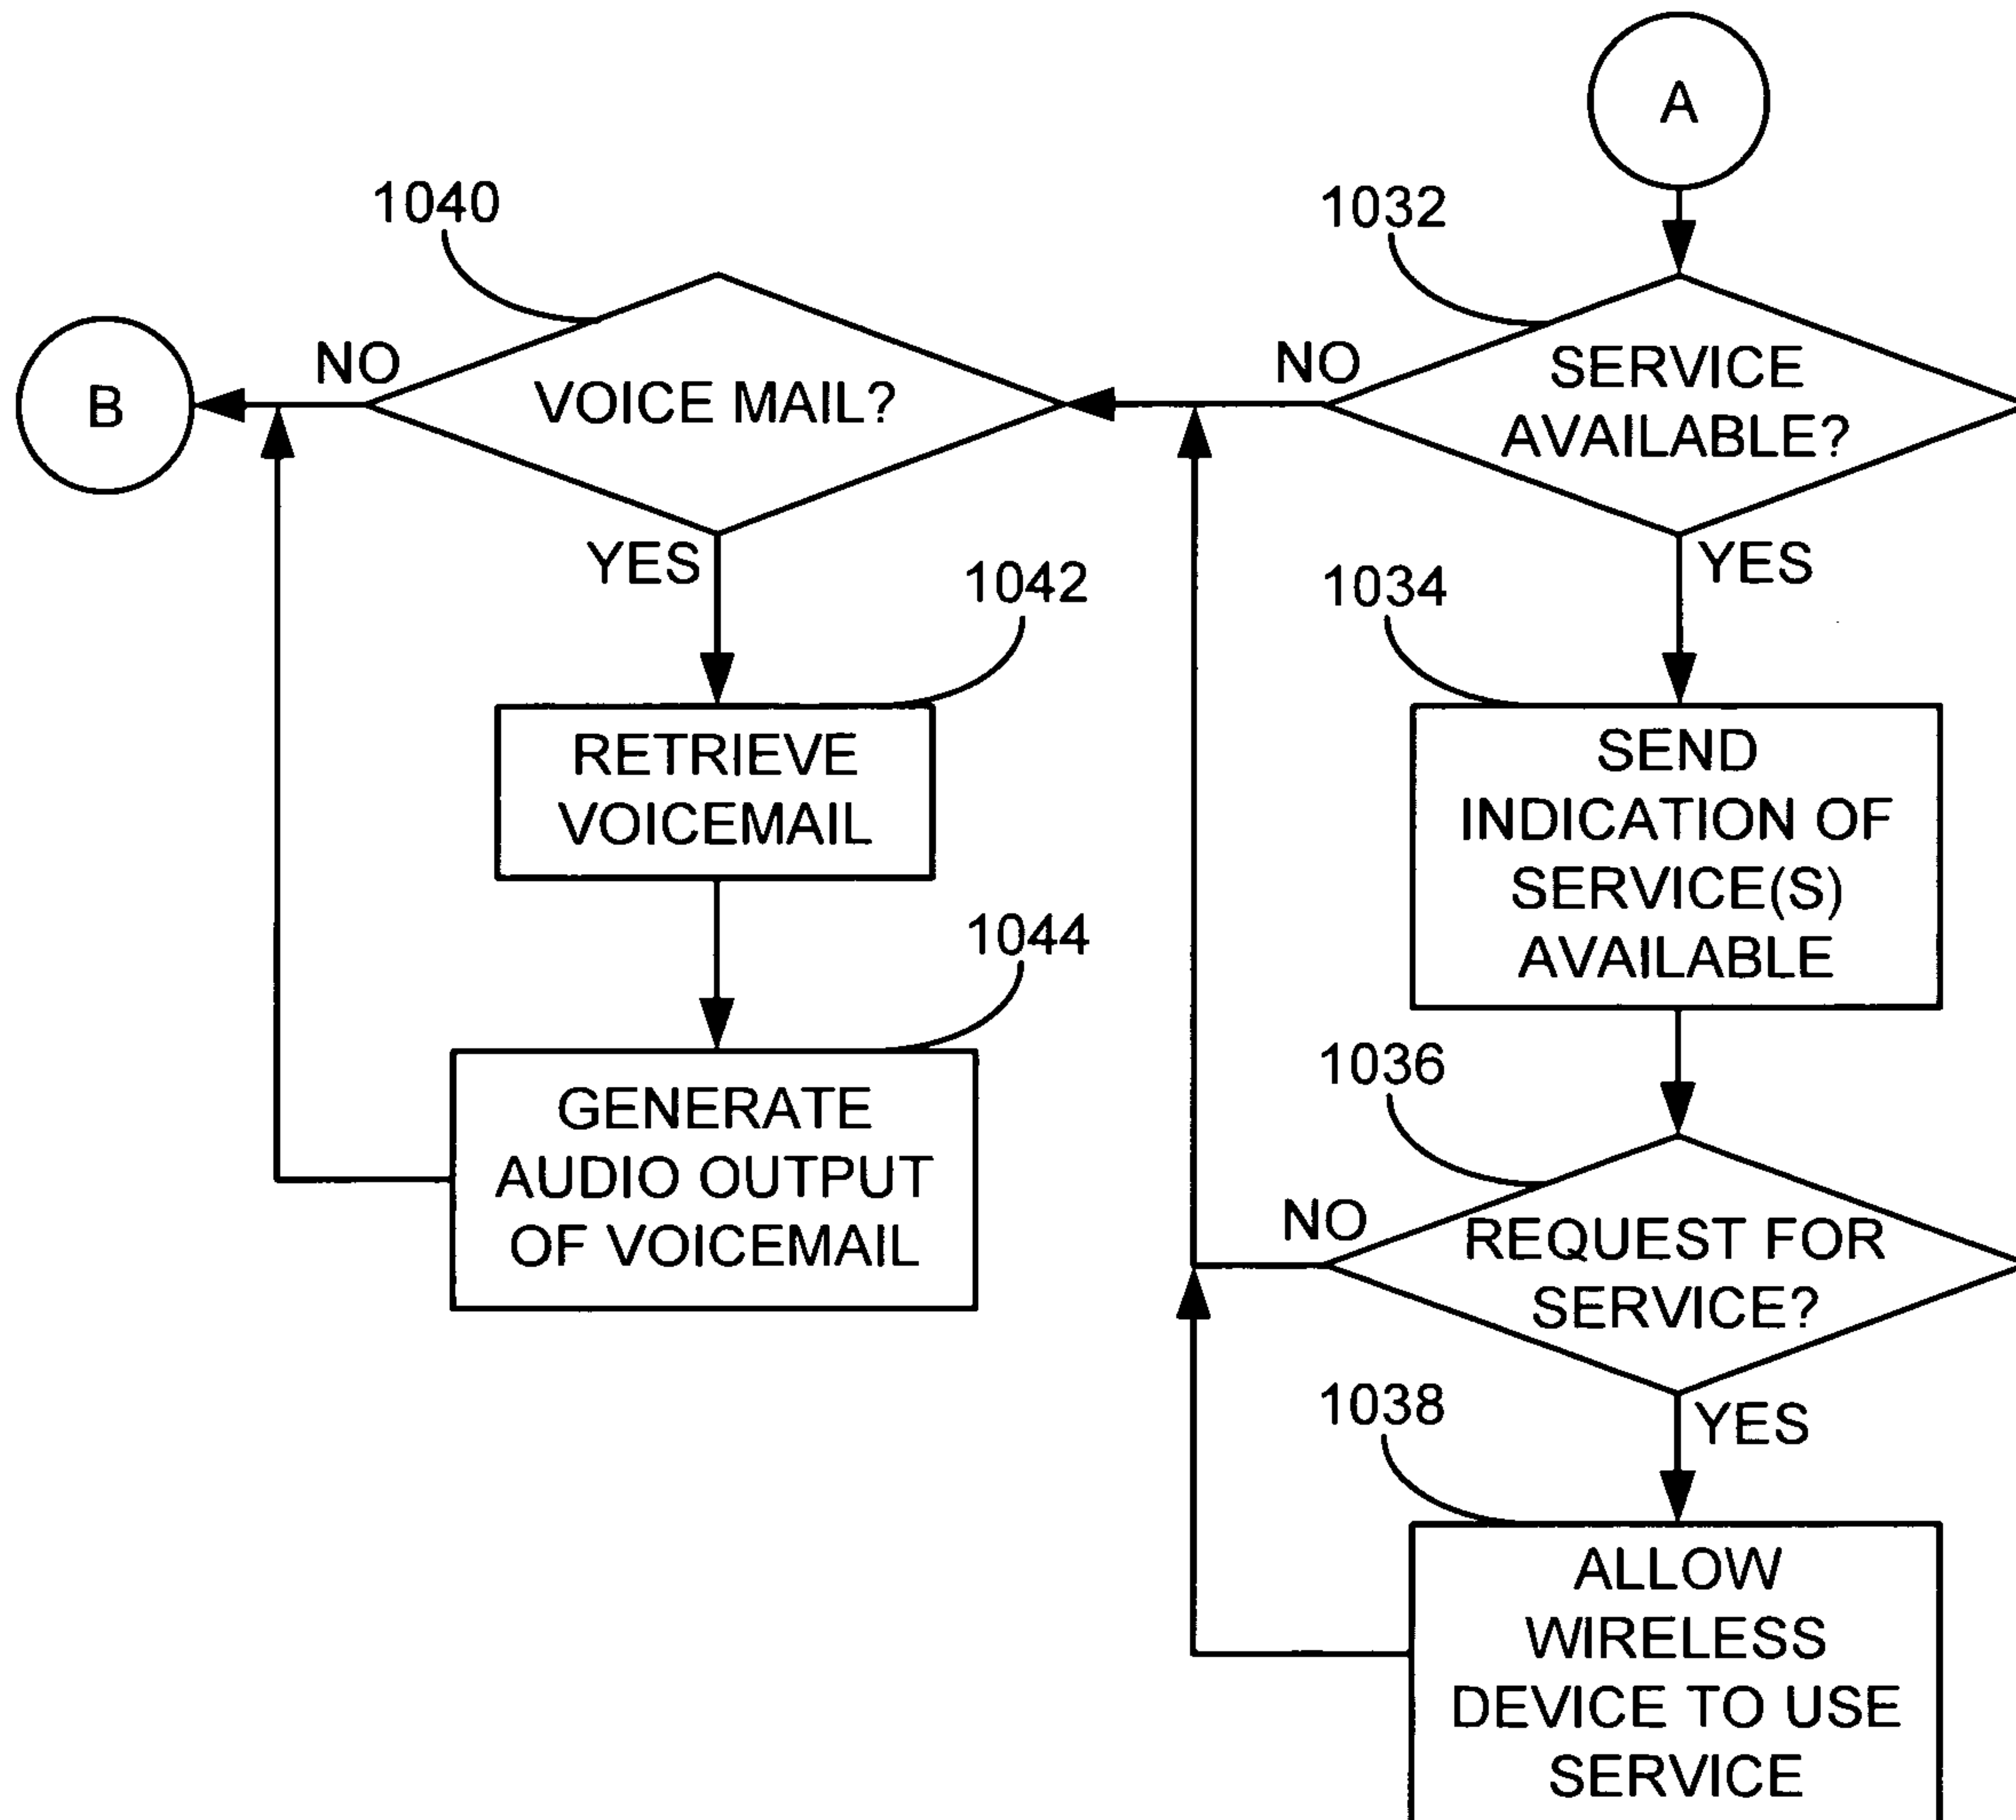 A
1032
SERVICE
AVAILABLE?
NO
YES
1034
SEND
INDICATION OF
SERVICE(S)
AVAILABLE
1036
REQUEST FOR
SERVICE?
NO
YES
1038
ALLOW
WIRELESS
DEVICE TO USE
SERVICE
1040
VOICE MAIL?
NO
B
YES
1042
RETRIEVE
VOICEMAIL
1044
GENERATE
AUDIO OUTPUT
OF VOICEMAIL